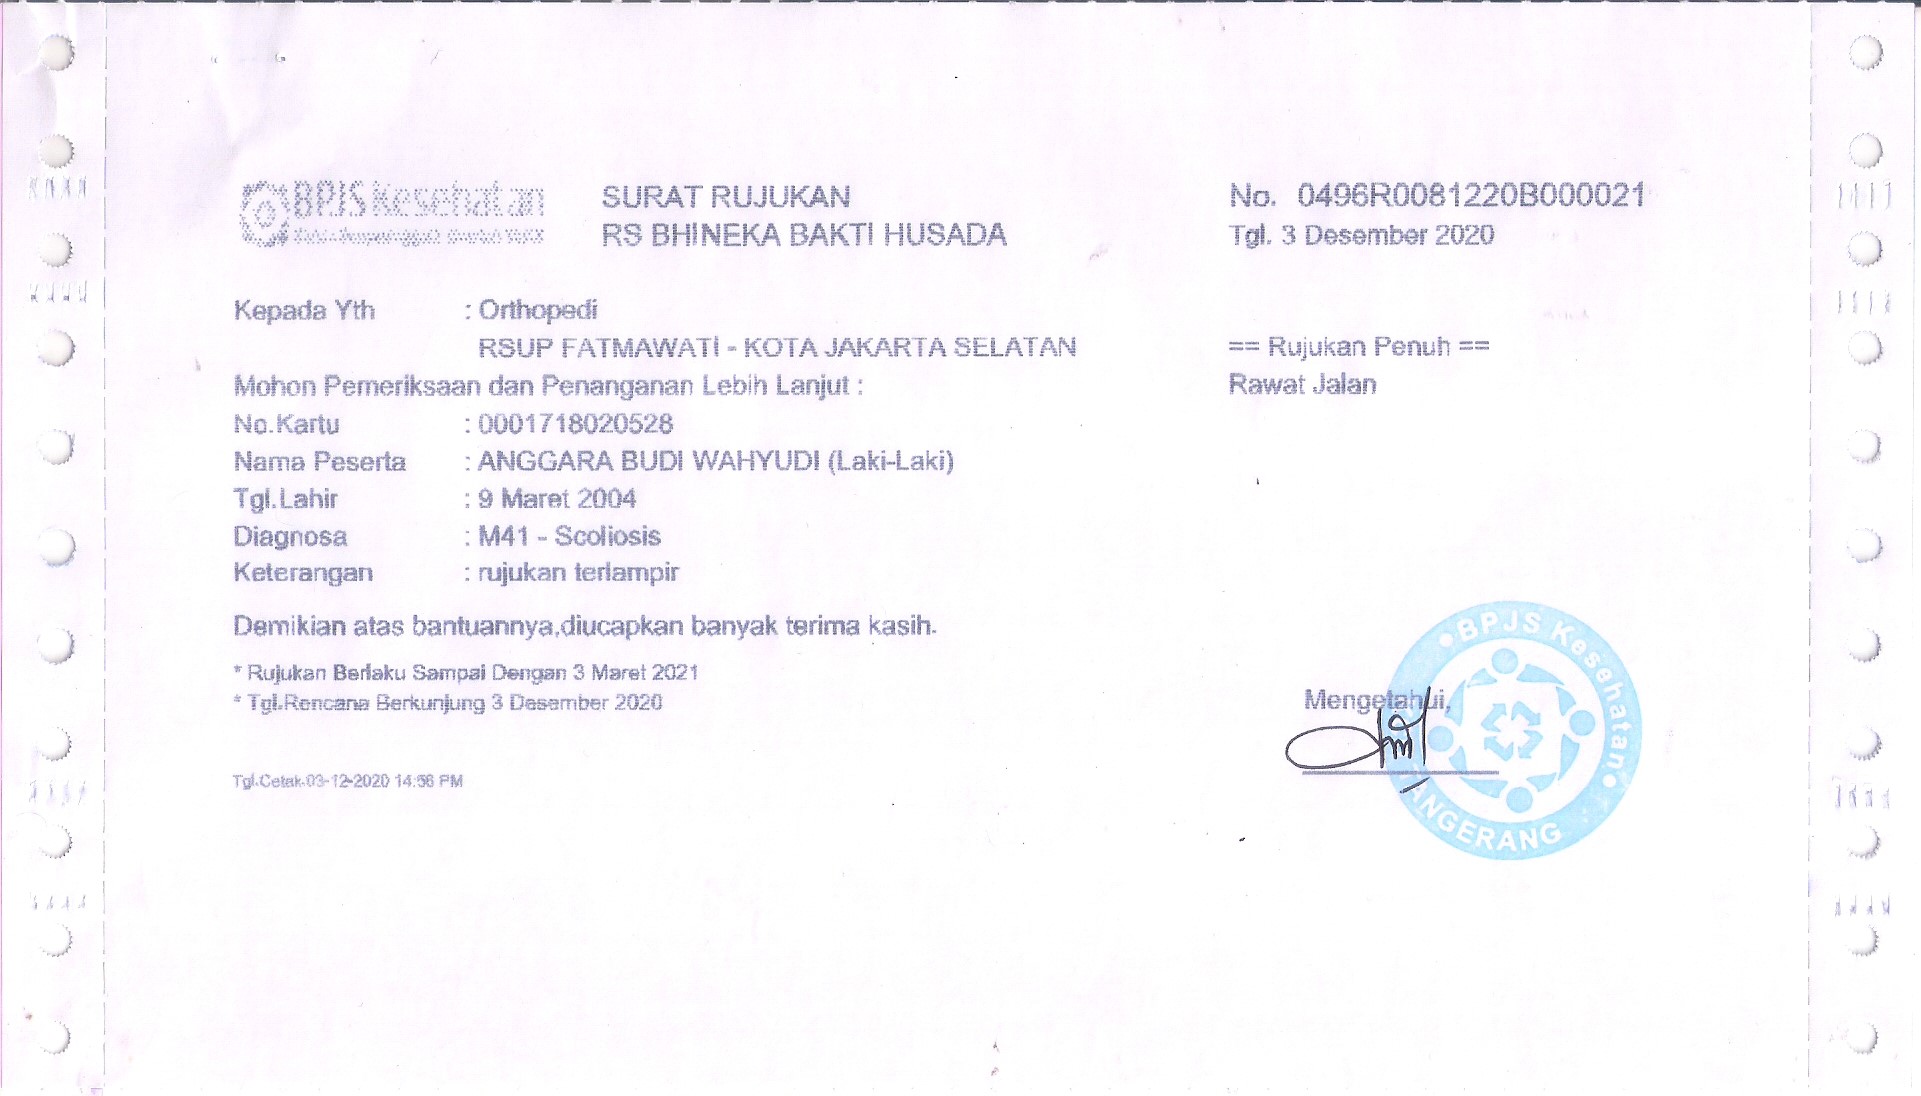 BPJS Kesehatan
SURAT RUJUKAN
RS BHINEKA BAKTI HUSADA
No. 0496R0081220B000021
Tgl. 3 Desember 2020
Kepada Yth : Orthopedi
RSUP FATMAWATI - KOTA JAKARTA SELATAN
== Rujukan Penuh ==
Rawat Jalan
Mohon Pemeriksaan dan Penanganan Lebih Lanjut :
No.Kartu : 0001718020528
Nama Peserta : ANGGARA BUDI WAHYUDI (Laki-Laki)
Tgl.Lahir : 9 Maret 2004
Diagnosa : M41 - Scoliosis
Keterangan : rujukan terlampir
Demikian atas bantuannya,diucapkan banyak terima kasih.
* Rujukan Berlaku Sampai Dengan 3 Maret 2021
* Tgl.Rencana Berkunjung 3 Desember 2020
Mengetahui,
BPJS Kesehatan
TANGERANG
Tgl.Cetak 03-12-2020 14:56 PM